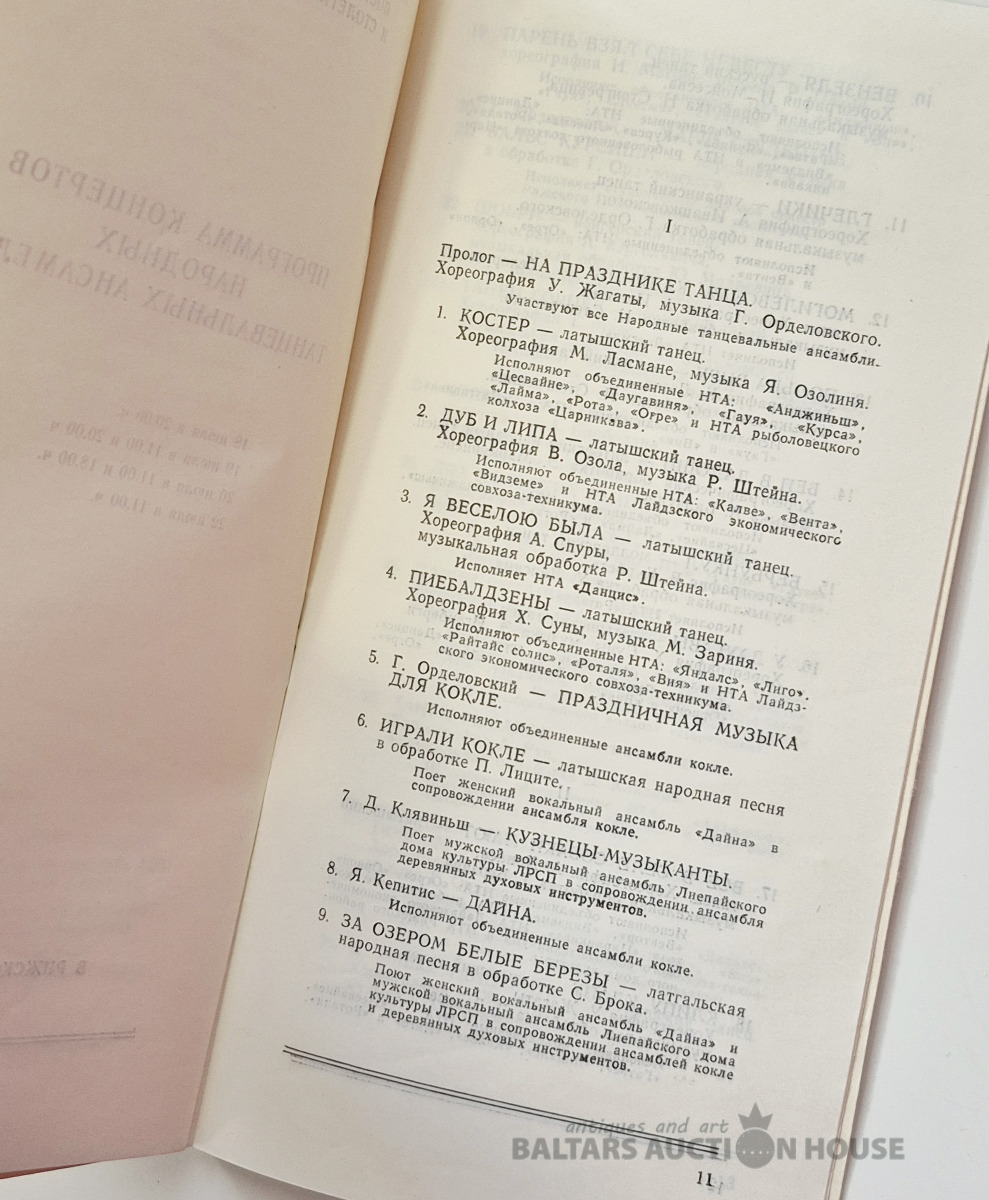 I
Пролог — НА ПРАЗДНИКЕ ТАНЦА.
Хореография У. Жагаты, музыка Г. Орделовского.
Участвуют все Народные танцевальные ансамбли.
1. КОСТЕР — латышский танец.
Хореография М. Ласмане, музыка Я. Озолиня.
Исполняют объединенные НТА: «Анджиньш»,
«Цесвайне», «Даугавиня», «Гауя», «Курса»,
«Лайма», «Рота», «Огре» и НТА рыболовецкого
колхоза «Царникава».
2. ДУБ И ЛИПА — латышский танец.
Хореография В. Озола, музыка Р. Штейна.
Исполняют объединенные НТА: «Калве», «Вента»,
«Видземе» и НТА Лайдзского экономического
совхоза-техникума.
3. Я ВЕСЕЛОЮ БЫЛА — латышский танец.
Хореография А. Спуры,
музыкальная обработка Р. Штейна.
Исполняет НТА «Данцис».
4. ПИЕБАЛДЗЕНЫ — латышский танец.
Хореография Х. Суны, музыка М. Зариня.
Исполняют объединенные НТА: «Яндалс», «Лиго»,
«Райтайс солис», «Роталя», «Вия» и НТА Лайдз-
ского экономического совхоза-техникума.
5. Г. Орделовский — ПРАЗДНИЧНАЯ МУЗЫКА
ДЛЯ КОКЛЕ.
Исполняют объединенные ансамбли кокле.
6. ИГРАЛИ КОКЛЕ — латышская народная песня
в обработке П. Лиците.
Поет женский вокальный ансамбль «Дайна» в
сопровождении ансамбля кокле.
7. Д. Клявиньш — КУЗНЕЦЫ-МУЗЫКАНТЫ.
Поет мужской вокальный ансамбль Лиепайского
дома культуры ЛРСП в сопровождении ансамбля
деревянных духовых инструментов.
8. Я. Кепитис — ДАЙНА.
Исполняют объединенные ансамбли кокле.
9. ЗА ОЗЕРОМ БЕЛЫЕ БЕРЕЗЫ — латгальская
народная песня в обработке С. Брока.
Поют женский вокальный ансамбль «Дайна» и
мужской вокальный ансамбль Лиепайского дома
культуры ЛРСП в сопровождении ансамблей кокле
и деревянных духовых инструментов.
11
antiques and art
BALTARS AUCTION HOUSE